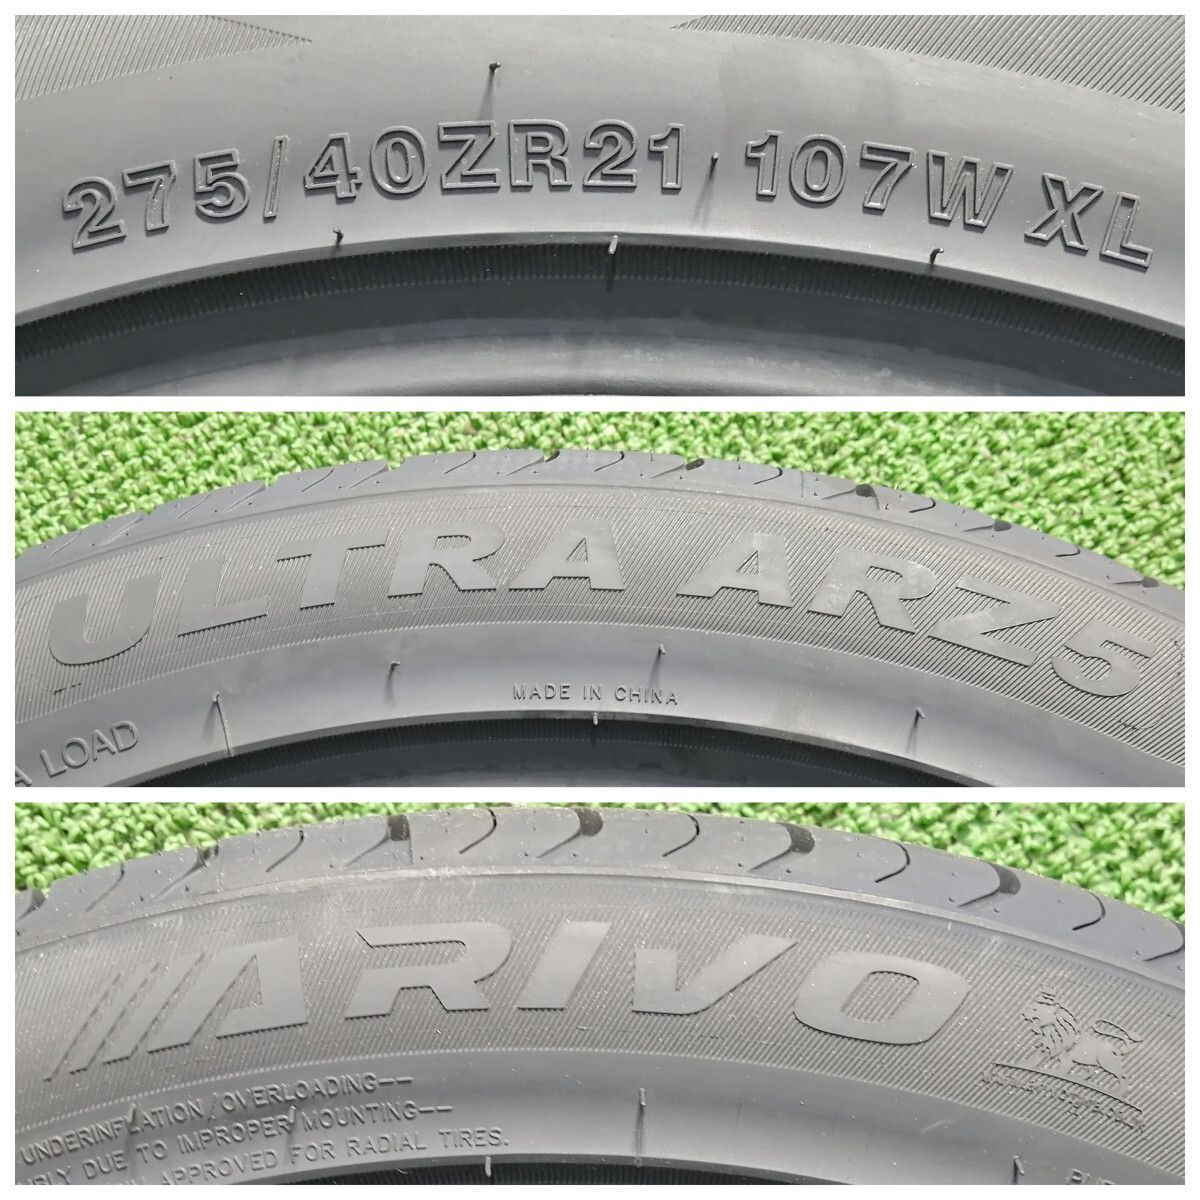 275/40ZR21 107W XL
ULTRA ARZ5
MADE IN CHINA
LOAD
ARIVO
UNDERINFLATION/OVERLOADING--
DUE TO IMPROPER MOUNTING--
APPROVED FOR RADIAL TIRES.